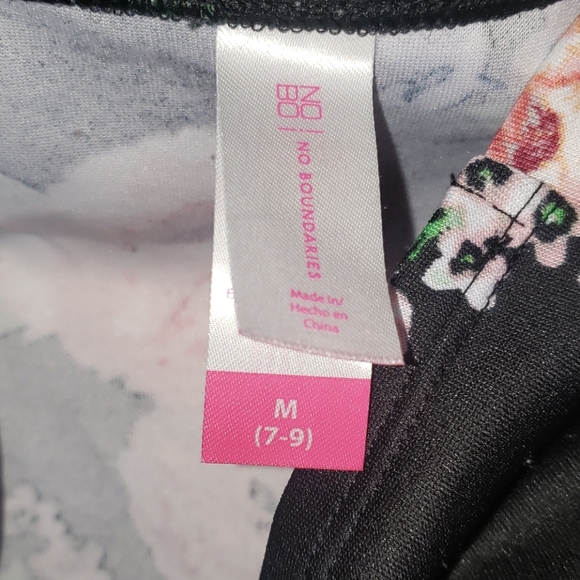 NO
BO
NO BOUNDARIES
Made in/
Hecho en
China
M
(7-9)